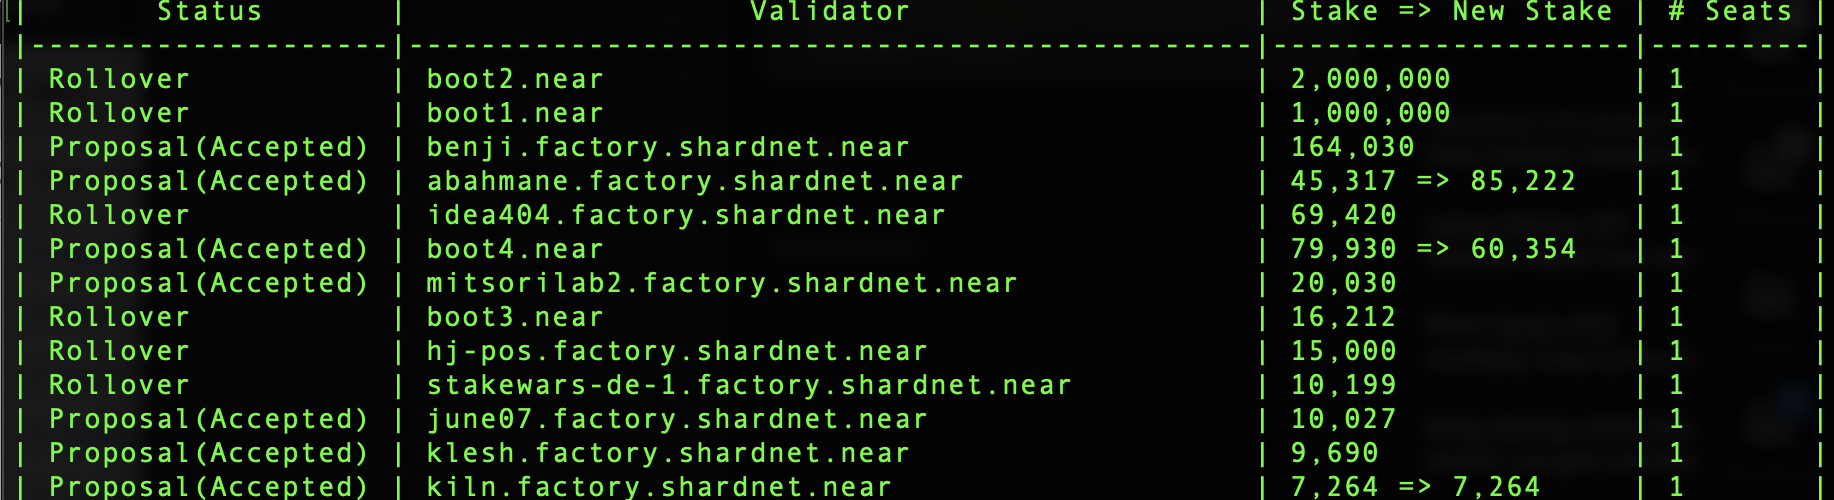 | Status | Validator | Stake => New Stake | # Seats |
|--------------------|-----------------------------------------------|--------------------|---------|
| Rollover | boot2.near | 2,000,000 | 1 |
| Rollover | boot1.near | 1,000,000 | 1 |
| Proposal(Accepted) | benji.factory.shardnet.near | 164,030 | 1 |
| Proposal(Accepted) | abahmane.factory.shardnet.near | 45,317 => 85,222 | 1 |
| Rollover | idea404.factory.shardnet.near | 69,420 | 1 |
| Proposal(Accepted) | boot4.near | 79,930 => 60,354 | 1 |
| Proposal(Accepted) | mitsorilab2.factory.shardnet.near | 20,030 | 1 |
| Rollover | boot3.near | 16,212 | 1 |
| Rollover | hj-pos.factory.shardnet.near | 15,000 | 1 |
| Rollover | stakewars-de-1.factory.shardnet.near | 10,199 | 1 |
| Proposal(Accepted) | june07.factory.shardnet.near | 10,027 | 1 |
| Proposal(Accepted) | klesh.factory.shardnet.near | 9,690 | 1 |
| Proposal(Accepted) | kiln.factory.shardnet.near | 7,264 => 7,264 | 1 |